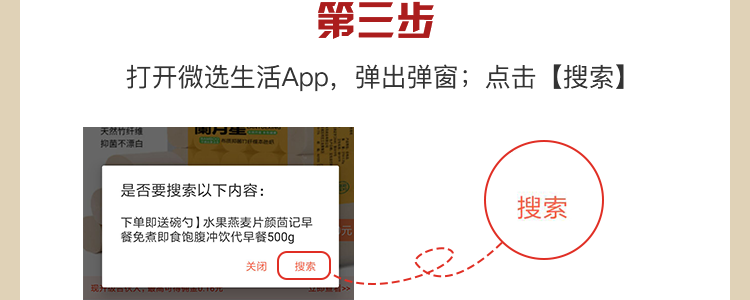 第三步
打开微选生活App，弹出弹窗；点击【搜索】
天然竹纤维
抑菌不漂白
是否要搜索以下内容：
下单即送碗勺】水果燕麦片颜茴记早
餐免煮即食饱腹冲饮代早餐500g
关闭
搜索
搜索